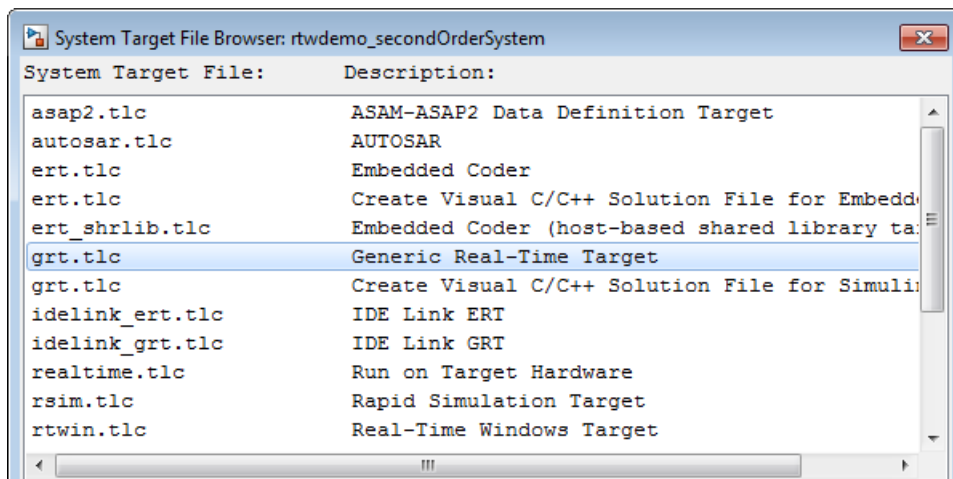 System Target File Browser: rtwdemo_secondOrderSystem
System Target File: Description:
asap2.tlc ASAM-ASAP2 Data Definition Target
autosar.tlc AUTOSAR
ert.tlc Embedded Coder
ert.tlc Create Visual C/C++ Solution File for Embedd
ert_shrlib.tlc Embedded Coder (host-based shared library ta
grt.tlc Generic Real-Time Target
grt.tlc Create Visual C/C++ Solution File for Simuli
idelink_ert.tlc IDE Link ERT
idelink_grt.tlc IDE Link GRT
realtime.tlc Run on Target Hardware
rsim.tlc Rapid Simulation Target
rtwin.tlc Real-Time Windows Target